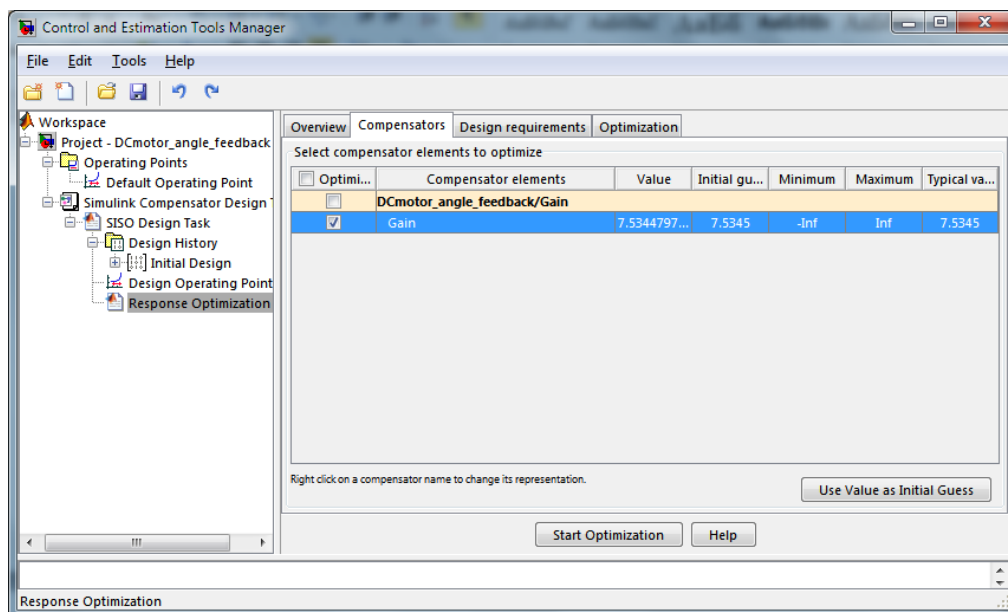 Control and Estimation Tools Manager
File Edit Tools Help
Workspace
Project - DCmotor_angle_feedback
Operating Points
Default Operating Point
Simulink Compensator Design
SISO Design Task
Design History
Initial Design
Design Operating Point
Response Optimization
Overview Compensators Design requirements Optimization
Select compensator elements to optimize
Optimi... Compensator elements Value Initial gu... Minimum Maximum Typical va...
DCmotor_angle_feedback/Gain
Gain 7.5344797... 7.5345 -Inf Inf 7.5345
Right click on a compensator name to change its representation.
Use Value as Initial Guess
Start Optimization Help
Response Optimization